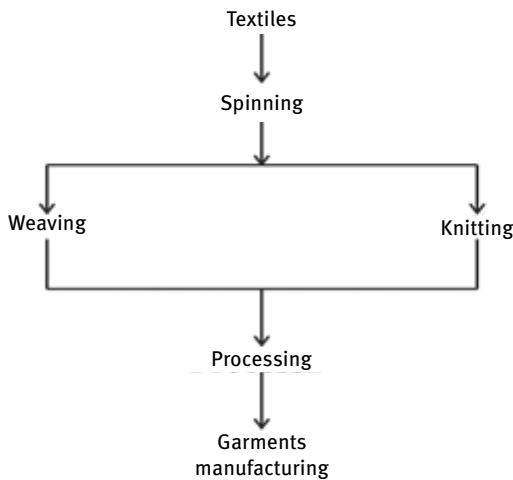 Textiles
Spinning
Weaving
Knitting
Processing
Garments
manufacturing